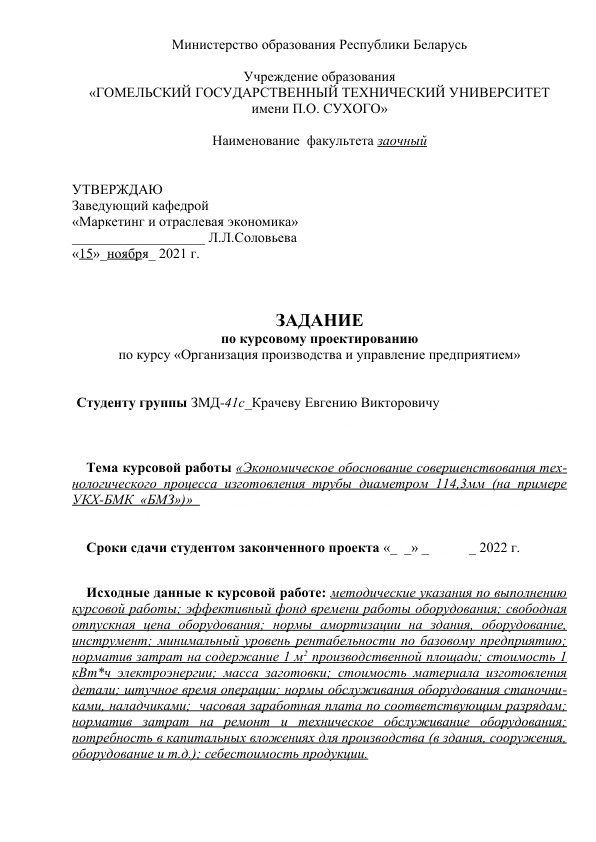 Министерство образования Республики Беларусь
Учреждение образования
«ГОМЕЛЬСКИЙ ГОСУДАРСТВЕННЫЙ ТЕХНИЧЕСКИЙ УНИВЕРСИТЕТ
имени П.О. СУХОГО»
Наименование факультета заочный
УТВЕРЖДАЮ
Заведующий кафедрой
«Маркетинг и отраслевая экономика»
___________________ Л.Л.Соловьева
«15»_ноября_ 2021 г.
ЗАДАНИЕ
по курсовому проектированию
по курсу «Организация производства и управление предприятием»
Студенту группы ЗМД-41с_Крачеву Евгению Викторовичу
Тема курсовой работы «Экономическое обоснование совершенствования тех-
нологического процесса изготовления трубы диаметром 114,3мм (на примере
УКХ-БМК «БМЗ»)»
Сроки сдачи студентом законченного проекта «_ _» _ _ 2022 г.
Исходные данные к курсовой работе: методические указания по выполнению
курсовой работы; эффективный фонд времени работы оборудования; свободная
отпускная цена оборудования; нормы амортизации на здания, оборудование,
инструмент; минимальный уровень рентабельности по базовому предприятию;
норматив затрат на содержание 1 м² производственной площади; стоимость 1
кВт*ч электроэнергии; масса заготовки; стоимость материала изготовления
детали; штучное время операции; нормы обслуживания оборудования станочни-
ками, наладчиками; часовая заработная плата по соответствующим разрядам;
норматив затрат на ремонт и техническое обслуживание оборудования;
потребность в капитальных вложениях для производства (в здания, сооружения,
оборудование и т.д.); себестоимость продукции.